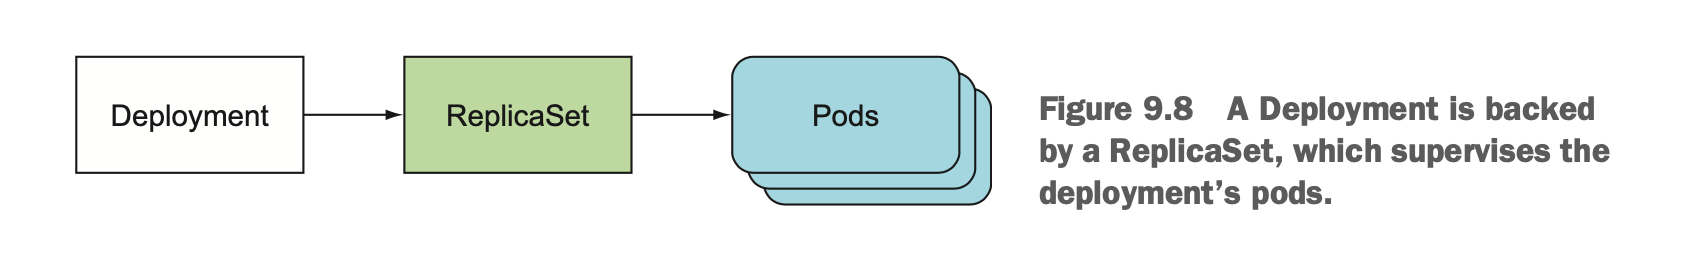 Deployment
ReplicaSet
Pods
Figure 9.8 A Deployment is backed
by a ReplicaSet, which supervises the
deployment’s pods.